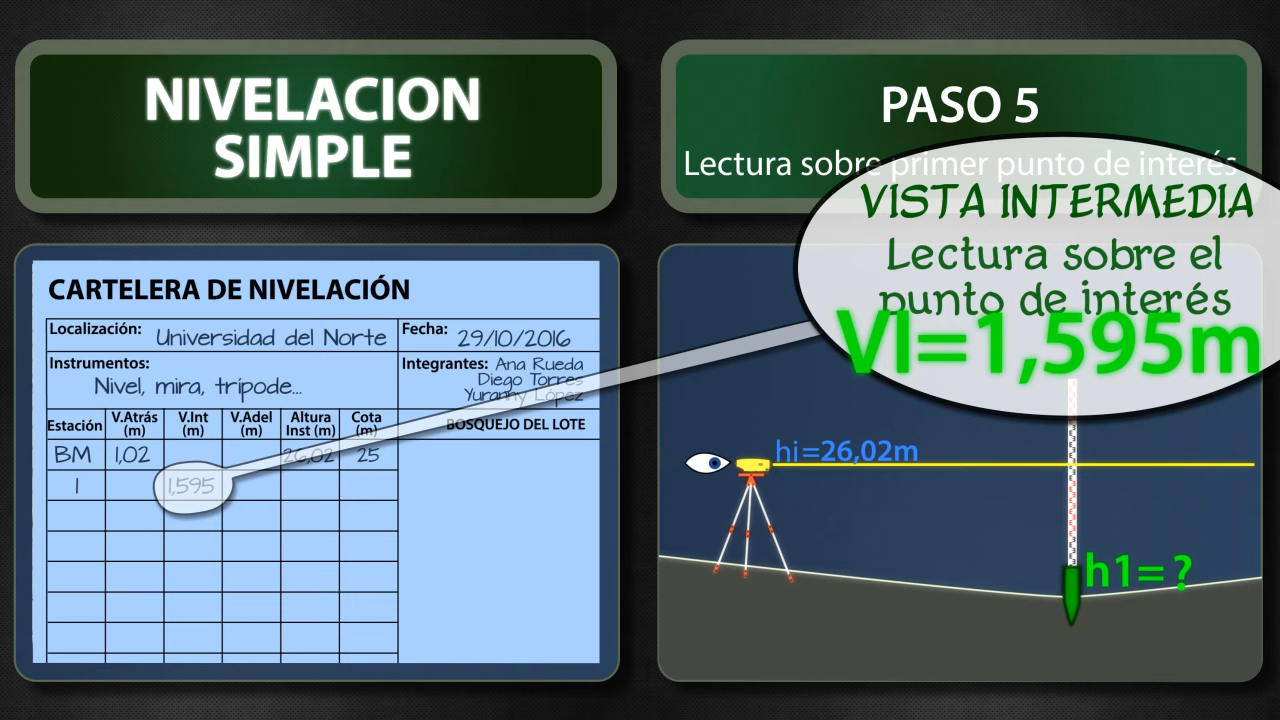 NIVELACION
SIMPLE
PASO 5
Lectura sobre primer punto de interés
VISTA INTERMEDIA
Lectura sobre el
punto de interés
VI=1,595m
CARTELERA DE NIVELACIÓN
Localización: Universidad del Norte Fecha: 29/10/2016
Instrumentos: Nivel, mira, trípode...
Integrantes: Ana Rueda
Diego Torres
Yuranny López
Estación V.Atrás (m) V.Int (m) V.Adel (m) Altura Inst (m) Cota (m) BOSQUEJO DEL LOTE
BM 1,02 26,02 25
1 1,595
hi=26,02m
h1=?